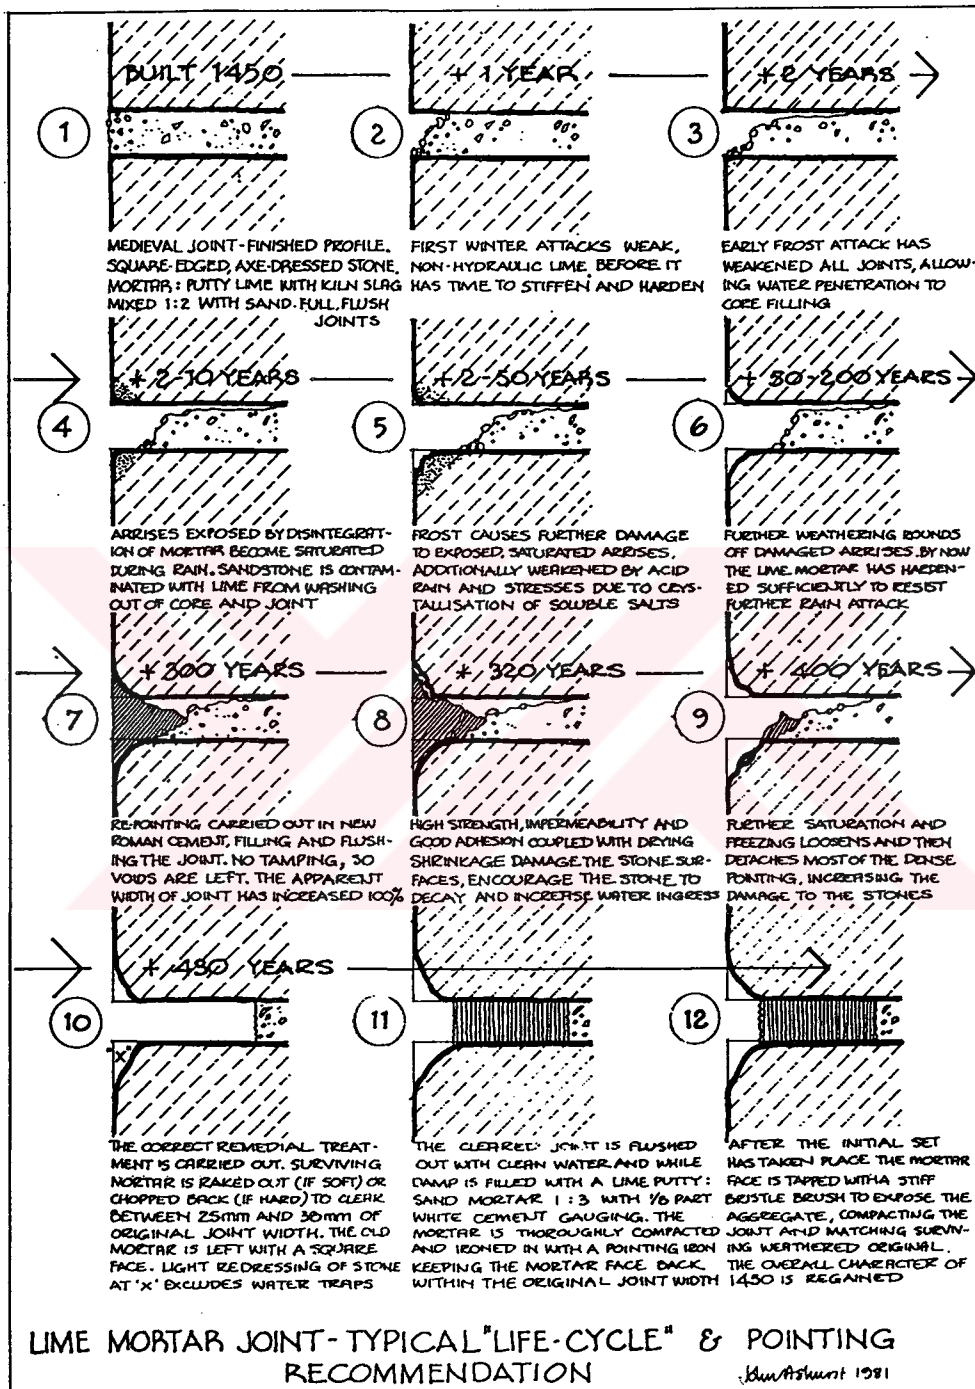 BUILT 1450
+ 1 YEAR
+ 2 YEARS
1
2
3
MEDIEVAL JOINT-FINISHED PROFILE.
SQUARE-EDGED, AXE-DRESSED STONE.
MORTAR: PUTTY LIME WITH KILN SLAG
MIXED 1:2 WITH SAND. FULL, FLUSH
JOINTS
FIRST WINTER ATTACKS WEAK,
NON-HYDRAULIC LIME, BEFORE IT
HAS TIME TO STIFFEN AND HARDEN
EARLY FROST ATTACK HAS
WEAKENED ALL JOINTS, ALLOW-
ING WATER PENETRATION TO
CORE FILLING
+ 2-10 YEARS
+ 2-50 YEARS
+ 50-200 YEARS
4
5
6
ARRISES EXPOSED BY DISINTEGRAT-
ION OF MORTAR BECOME SATURATED
DURING RAIN. SANDSTONE IS CONTAM-
INATED WITH LIME FROM WASHING
OUT OF CORE AND JOINT
FROST CAUSES FURTHER DAMAGE
TO EXPOSED, SATURATED ARRISES,
ADDITIONALLY WEAKENED BY ACID
RAIN AND STRESSES DUE TO CRYS-
TALLISATION OF SOLUBLE SALTS
FURTHER WEATHERING ROUNDS
OFF DAMAGED ARRISES. BY NOW
THE LIME MORTAR HAS HARDEN-
ED SUFFICIENTLY TO RESIST
FURTHER RAIN ATTACK
+ 300 YEARS
+ 320 YEARS
+ 400 YEARS
7
8
9
RE-POINTING CARRIED OUT IN NEW
ROMAN CEMENT, FILLING AND FLUSH-
ING THE JOINT. NO TAMPING, SO
VOIDS ARE LEFT. THE APPARENT
WIDTH OF JOINT HAS INCREASED 100%
HIGH STRENGTH, IMPERMEABILITY AND
GOOD ADHESION COUPLED WITH DRYING
SHRINKAGE DAMAGE THE STONE SUR-
FACES, ENCOURAGE THE STONE TO
DECAY AND INCREASE WATER INGRESS
FURTHER SATURATION AND
FREEZING LOOSENS AND THEN
DETACHES MOST OF THE DENSE
POINTING, INCREASING THE
DAMAGE TO THE STONES
+ 480 YEARS
10
11
12
"X"
THE CORRECT REMEDIAL TREAT-
MENT IS CARRIED OUT. SURVIVING
MORTAR IS RAKED OUT (IF SOFT) OR
CHOPPED BACK (IF HARD) TO CLEAR
BETWEEN 25mm AND 38mm OF
ORIGINAL JOINT WIDTH. THE OLD
MORTAR IS LEFT WITH A SQUARE
FACE. LIGHT REDRESSING OF STONE
AT 'X' EXCLUDES WATER TRAPS
THE CLEARED JOINT IS FLUSHED
OUT WITH CLEAN WATER AND WHILE
DAMP IS FILLED WITH A LIME PUTTY:
SAND MORTAR 1:3 WITH 1/8 PART
WHITE CEMENT GAUGING. THE
MORTAR IS THOROUGHLY COMPACTED
AND IRONED IN WITH A POINTING IRON
KEEPING THE MORTAR FACE BACK
WITHIN THE ORIGINAL JOINT WIDTH
AFTER THE INITIAL SET
HAS TAKEN PLACE THE MORTAR
FACE IS TAPPED WITH A STIFF
BRISTLE BRUSH TO EXPOSE THE
AGGREGATE, COMPACTING THE
JOINT AND MATCHING SURVIV-
ING WEATHERED ORIGINAL.
THE OVERALL CHARACTER OF
1450 IS REGAINED
LIME MORTAR JOINT - TYPICAL "LIFE-CYCLE" & POINTING
RECOMMENDATION
John Ashurst 1981